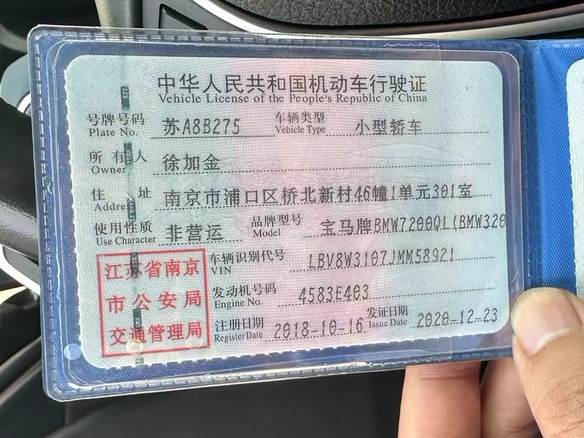 中华人民共和国机动车行驶证
Vehicle License of the People's Republic of China
号牌号码 苏A8B275 车辆类型 小型轿车
Plate No. Vehicle Type
所有人 徐加金
Owner
住址 南京市浦口区桥北新村46幢1单元301室
Address
使用性质 非营运 品牌型号 宝马牌BMW7200QL(BMW320
Use Character Model
江苏省南京
市公安局
交通管理局
车辆识别代号 LBV8W3107JMM58921
VIN
发动机号码 4583E403
Engine No.
注册日期 2018-10-16 发证日期 2020-12-23
Register Date Issue Date